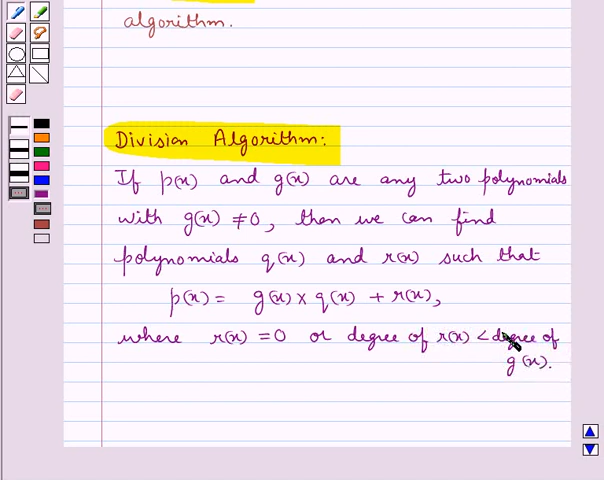 algorithm.
Division Algorithm:
If p(x) and g(x) are any two polynomials
with g(x) ≠ 0, then we can find
polynomials q(x) and r(x) such that
p(x) = g(x) × q(x) + r(x),
where r(x) = 0 or degree of r(x) < degree of
g(x).